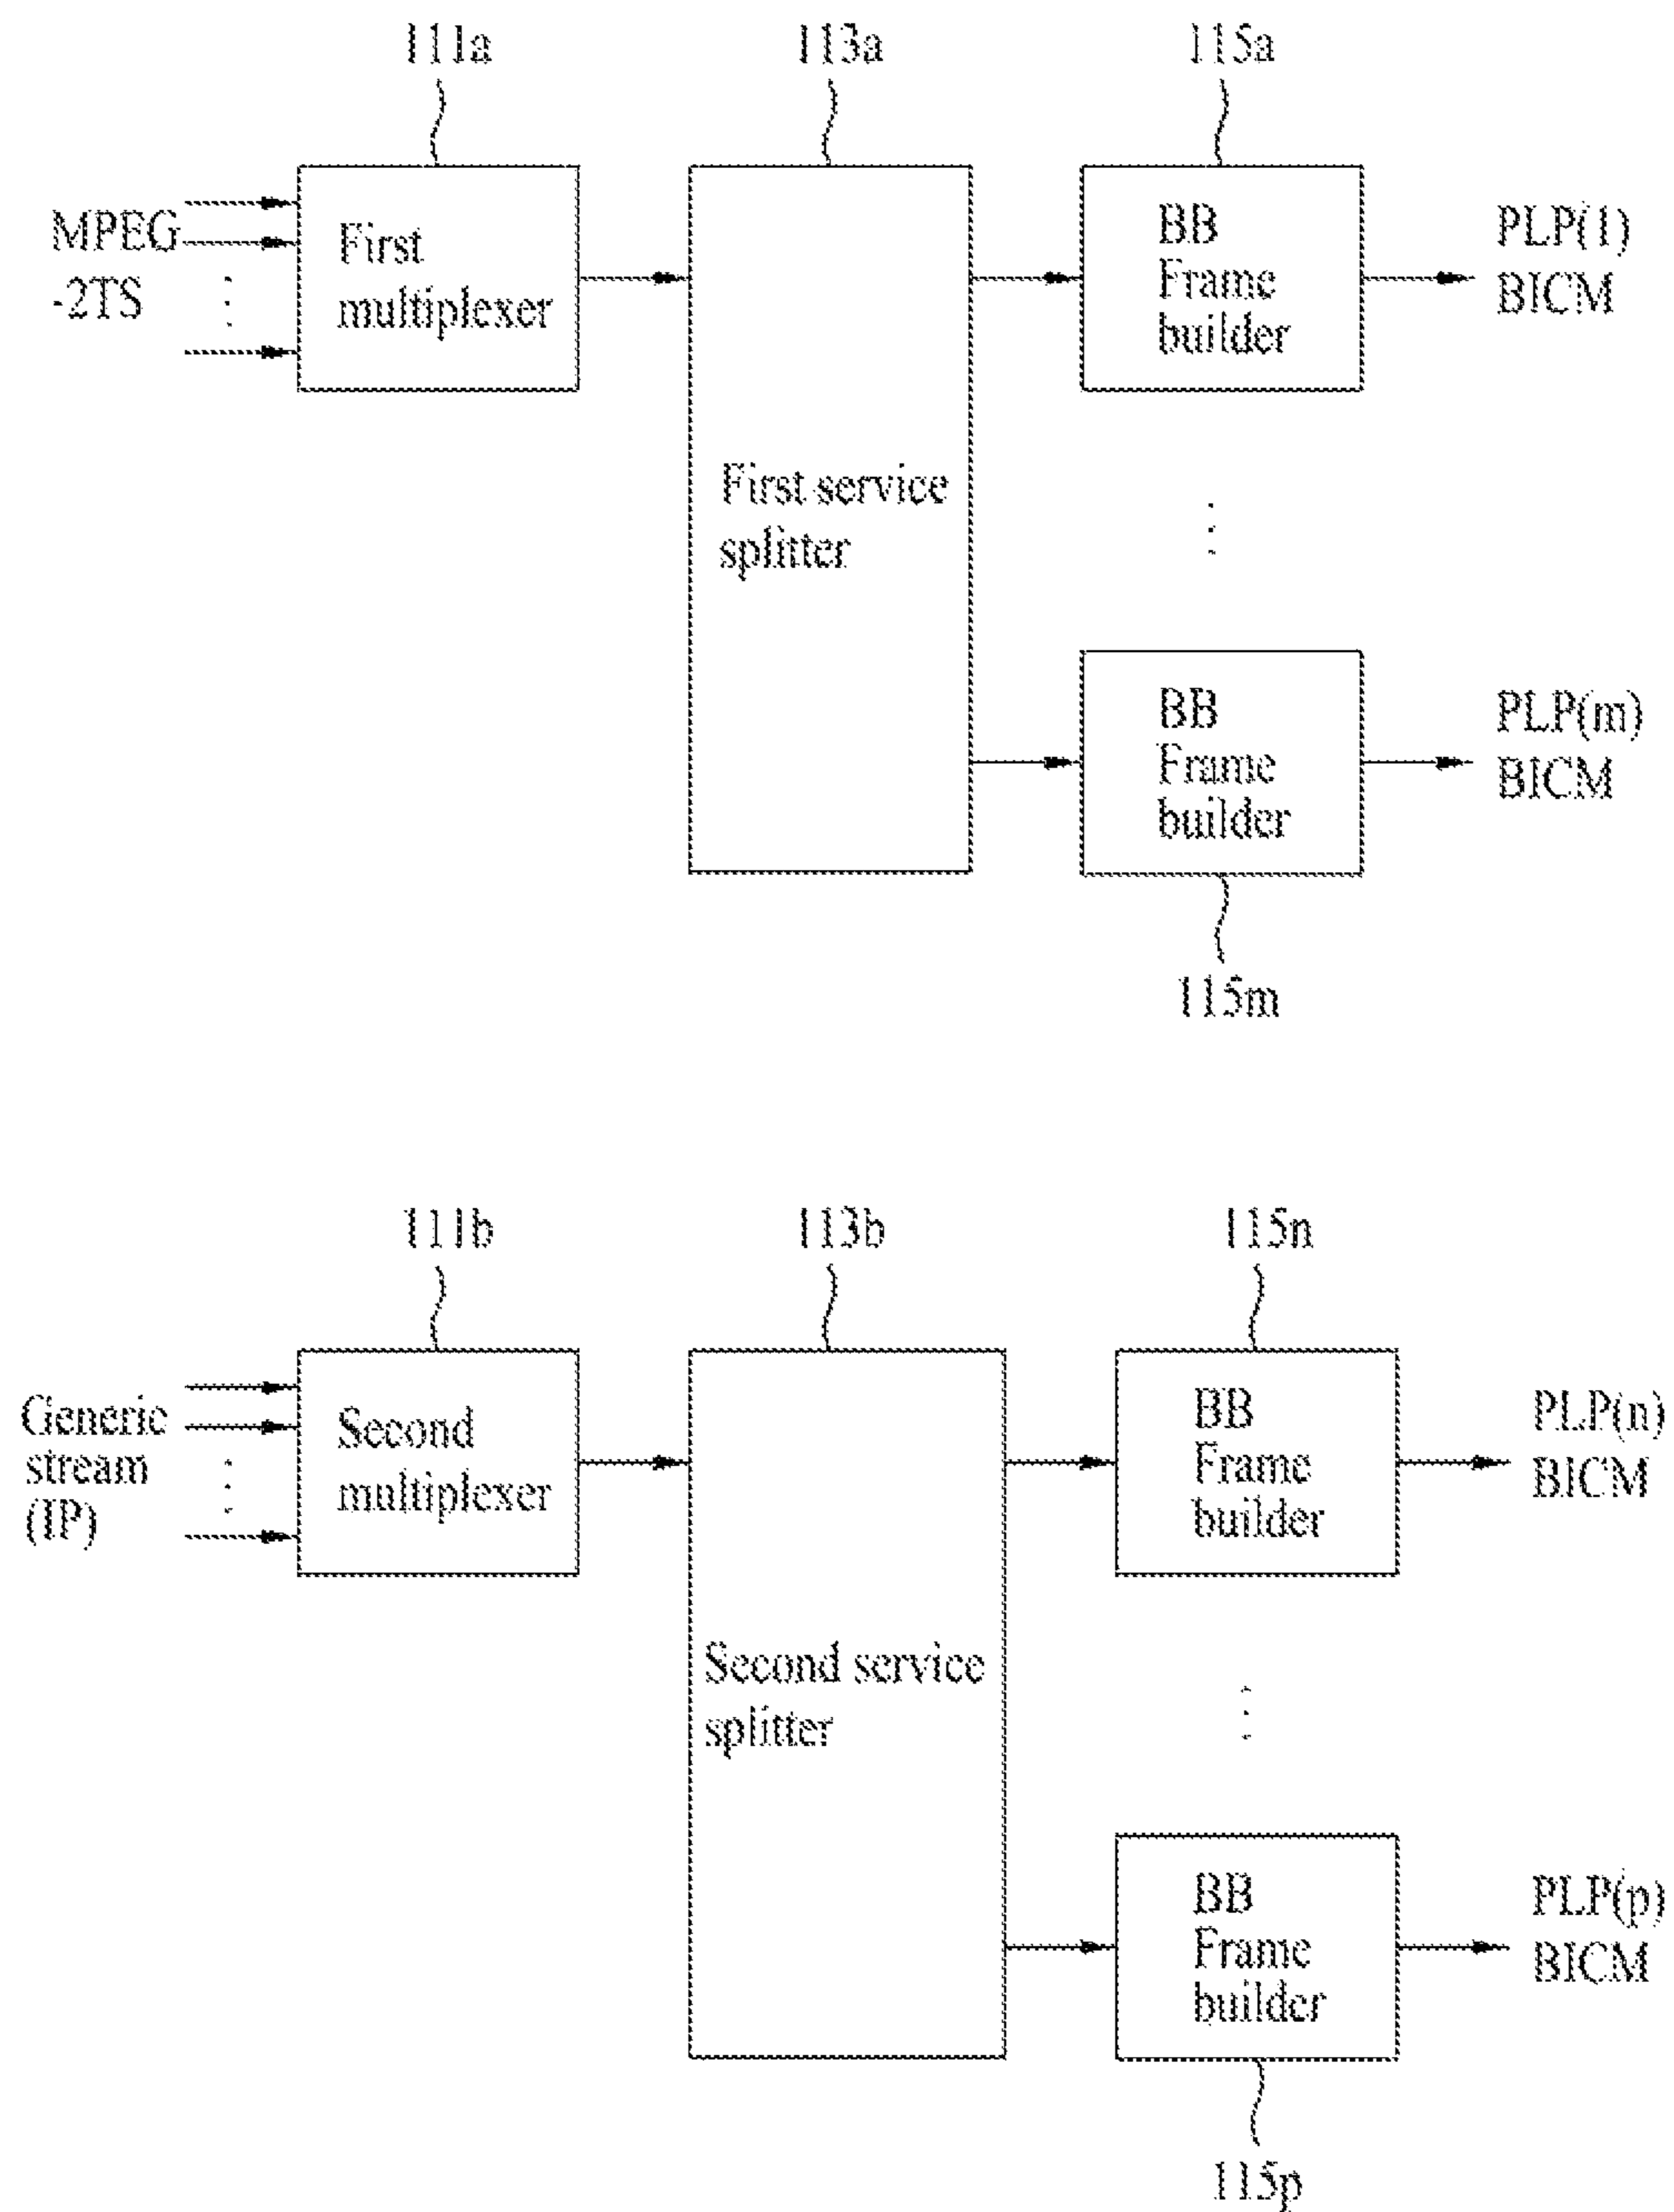 111a
113a
115a
MPEG
-2TS
First
multiplexer
First service
splitter
BB
Frame
builder
PLP(1)
BICM
BB
Frame
builder
PLP(m)
BICM
115m
111b
113b
115n
Generic
stream
(IP)
Second
multiplexer
Second service
splitter
BB
Frame
builder
PLP(n)
BICM
BB
Frame
builder
PLP(p)
BICM
115p